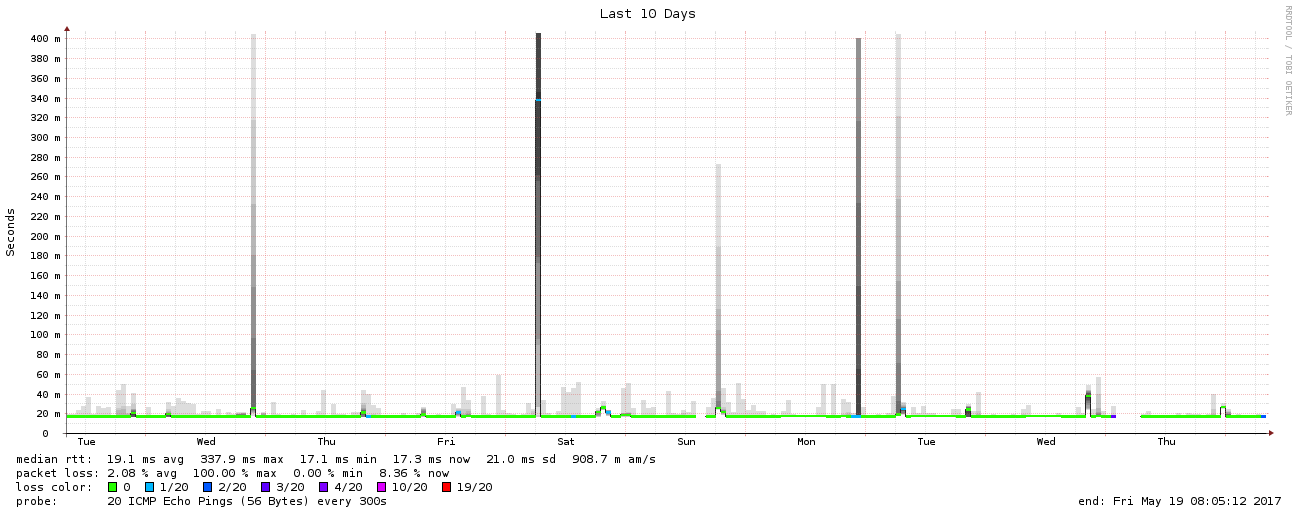 Last 10 Days
RRDTOOL / TOBI OETIKER
Seconds
400 m
380 m
360 m
340 m
320 m
300 m
280 m
260 m
240 m
220 m
200 m
180 m
160 m
140 m
120 m
100 m
80 m
60 m
40 m
20 m
0
Tue Wed Thu Fri Sat Sun Mon Tue Wed Thu
median rtt: 19.1 ms avg 337.9 ms max 17.1 ms min 17.3 ms now 21.0 ms sd 908.7 m am/s
packet loss: 2.08 % avg 100.00 % max 0.00 % min 8.36 % now
loss color: 0 1/20 2/20 3/20 4/20 10/20 19/20
probe: 20 ICMP Echo Pings (56 Bytes) every 300s end: Fri May 19 08:05:12 2017